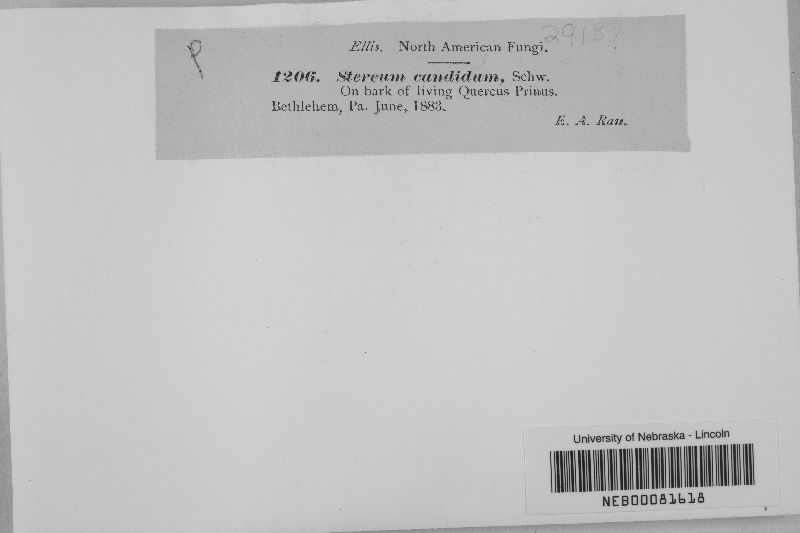 29187
P
Ellis. North American Fungi.
1206. Stereum candidum, Schw.
On bark of living Quercus Prinus.
Bethlehem, Pa. June, 1883.
E. A. Rau.
University of Nebraska - Lincoln
NEB00081618